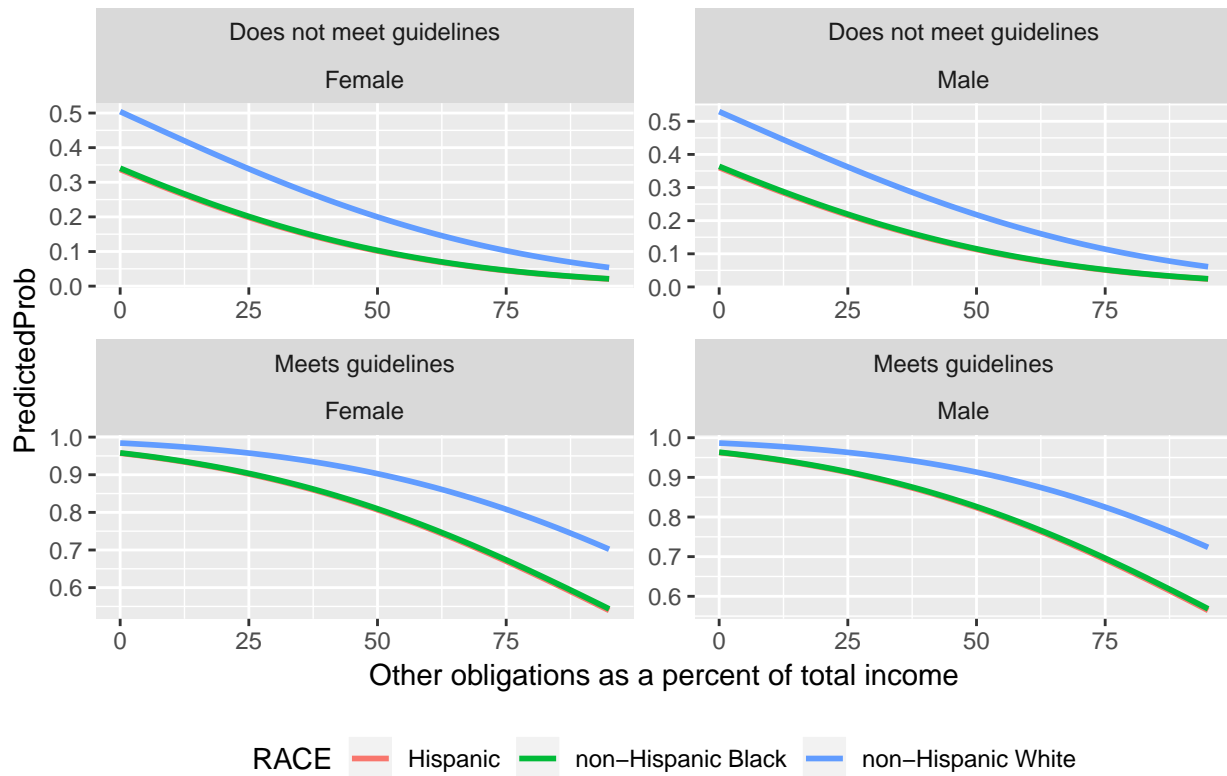 Does not meet guidelines
Female
Does not meet guidelines
Male
0.5
0.4
0.3
0.2
0.1
0.0
0 25 50 75
0.5
0.4
0.3
0.2
0.1
0.0
0 25 50 75
Meets guidelines
Female
Meets guidelines
Male
1.0
0.9
0.8
0.7
0.6
0 25 50 75
1.0
0.9
0.8
0.7
0.6
0 25 50 75
PredictedProb
Other obligations as a percent of total income
RACE Hispanic non−Hispanic Black non−Hispanic White